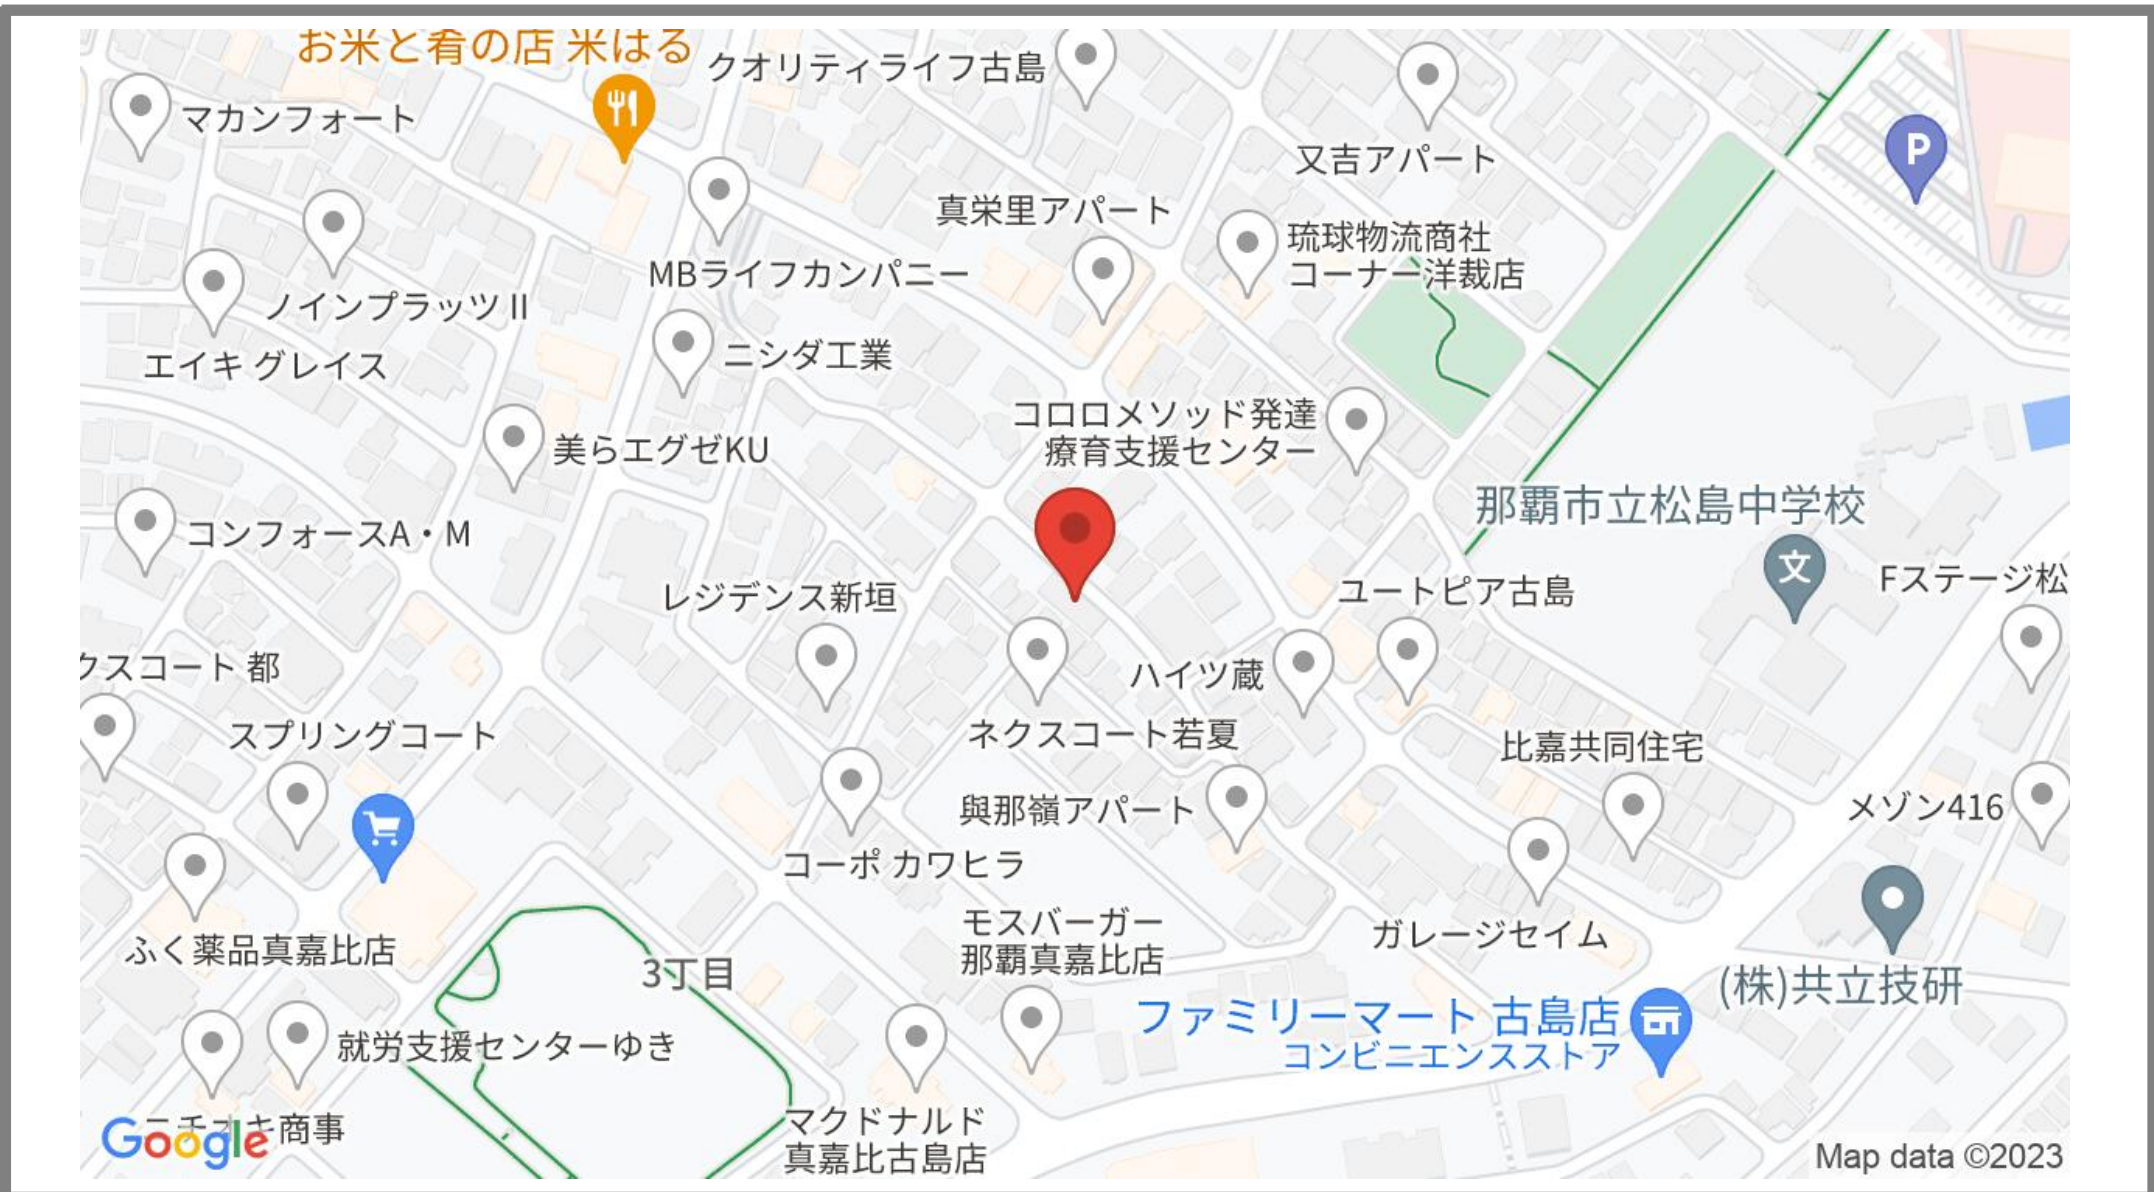 お米と肴の店 米はる
クオリティライフ古島
マカンフォート
又吉アパート
P
真栄里アパート
琉球物流商社
コーナー洋裁店
MBライフカンパニー
ノインプラッツ II
エイキ グレイス
ニシダ工業
コロロメソッド発達
療育支援センター
美らエグゼKU
那覇市立松島中学校
文
コンフォースA・M
レジデンス新垣
ユートピア古島
Fステージ松
クスコート 都
ハイツ蔵
スプリングコート
ネクスコート若夏
比嘉共同住宅
與那嶺アパート
メゾン416
コーポ カワヒラ
モスバーガー
那覇真嘉比店
ガレージセイム
ふく薬品真嘉比店
3丁目
(株)共立技研
ファミリーマート 古島店
コンビニエンスストア
就労支援センターゆき
ニチオキ商事
Google
マクドナルド
真嘉比古島店
Map data ©2023